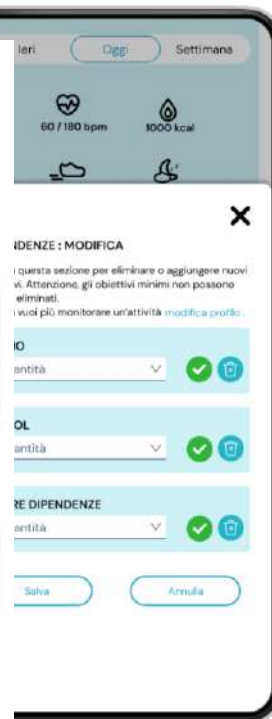 Ieri Oggi Settimana
60 / 180 bpm 1000 kcal
NDENZE : MODIFICA
questa sezione per eliminare o aggiungere nuovi
vi. Attenzione, gli obiettivi minimi non possono
eliminati.
vuoi più monitorare un'attività modifica profilo .
IO
antità
OL
antità
RE DIPENDENZE
antità
Salva Annulla